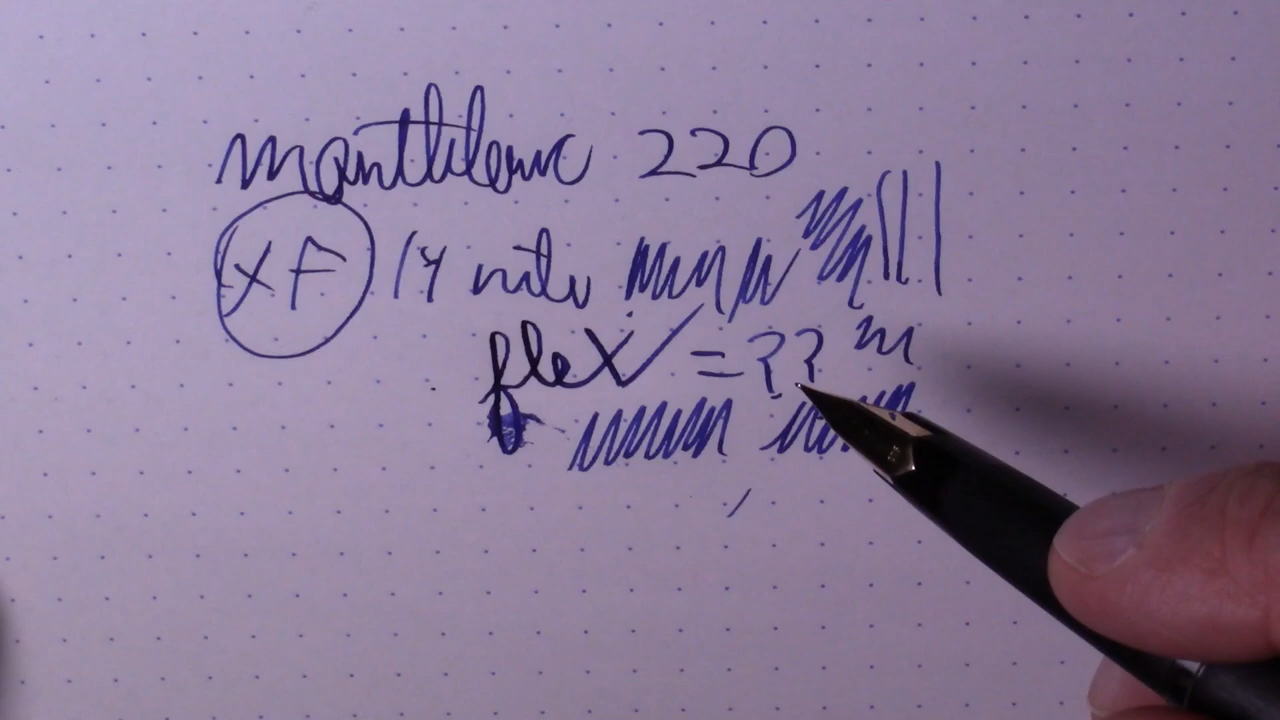 Montblanc 220
XF 14 nib
flex = ??